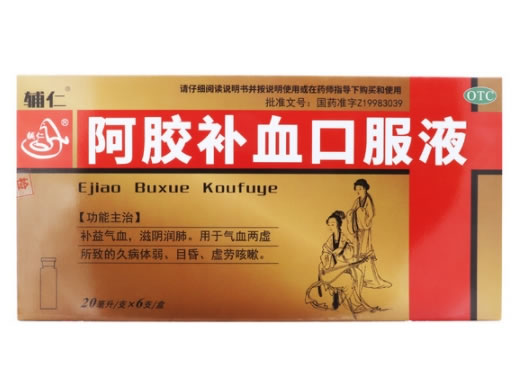 辅仁®
请仔细阅读说明书并按说明使用或在药师指导下购买和使用
批准文号：国药准字Z19983039
OTC
阿胶补血口服液
Ejiao Buxue Koufuye
【功能主治】
补益气血，滋阴润肺。用于气血两虚
所致的久病体弱、目昏、虚劳咳嗽。
20毫升/支×6支/盒